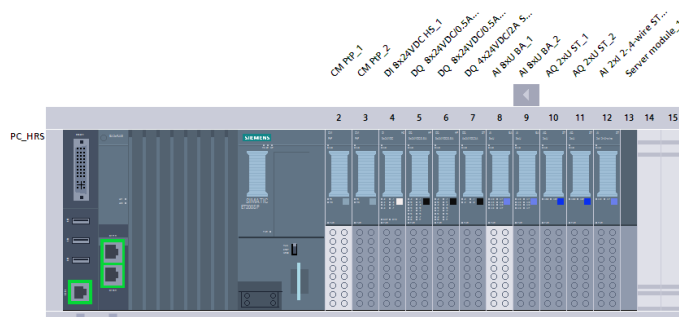 CM PtP_1
CM PtP_2
DI 8x24VDC HS_1
DQ 8x24VDC/0.5A...
DQ 8x24VDC/0.5A...
DQ 4x24VDC/2A S...
AI 8xU BA_1
AI 8xU BA_2
AQ 2xU ST_1
AQ 2xU ST_2
AI 2xI 2-,4-wire ST...
Server module_1
2 3 4 5 6 7 8 9 10 11 12 13 14 15
PC_HRS
SIEMENS
SIMATIC
ET200SP